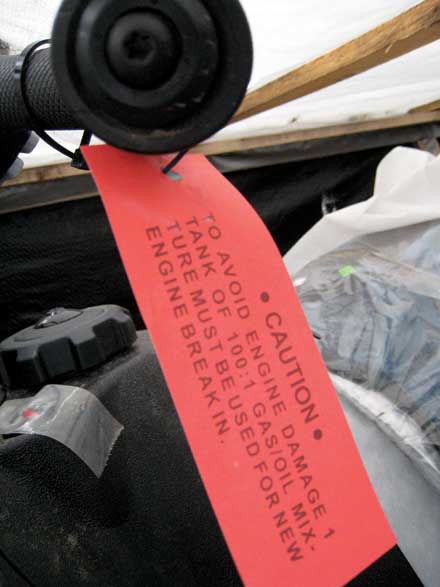 • CAUTION •
TO AVOID ENGINE DAMAGE 1
TANK OF 100:1 GAS/OIL MIX-
TURE MUST BE USED FOR NEW
ENGINE BREAK IN.